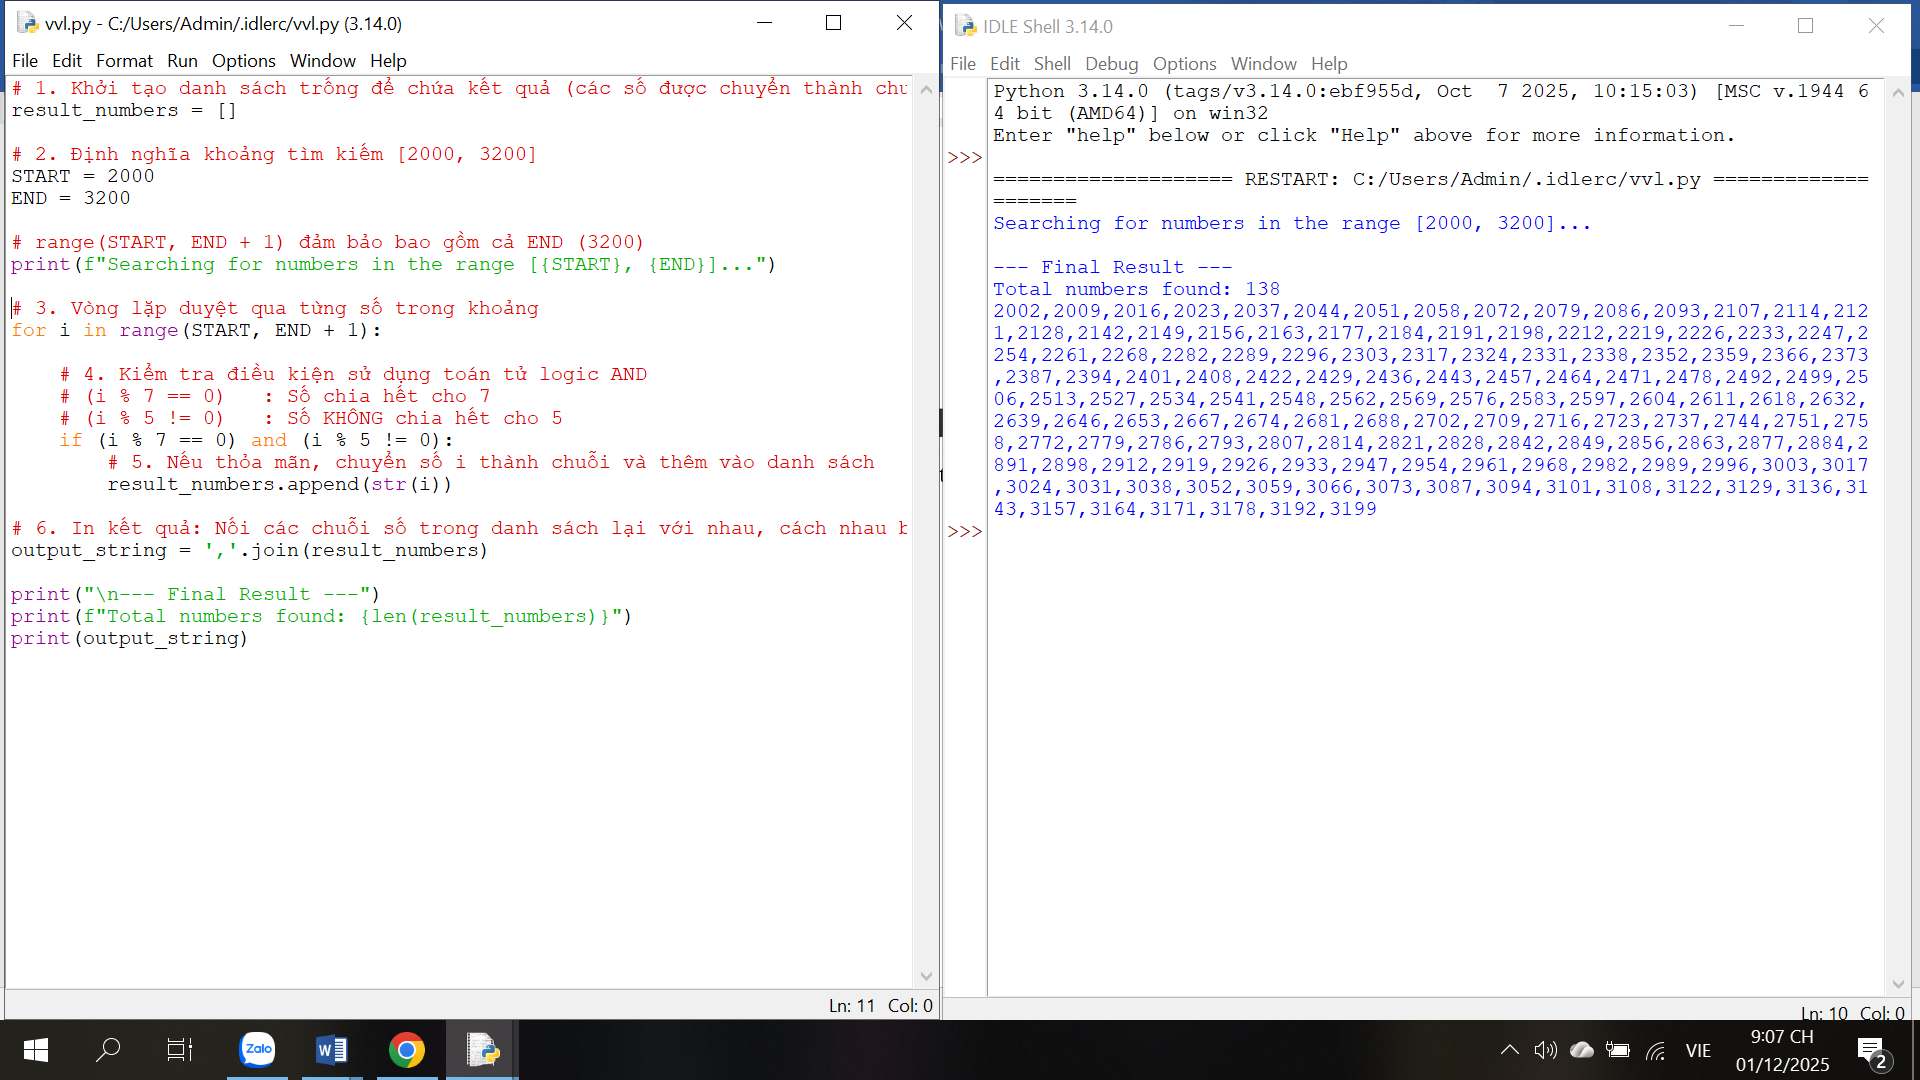 vvl.py - C:/Users/Admin/.idlerc/vvl.py (3.14.0)
File Edit Format Run Options Window Help
# 1. Khởi tạo danh sách trống để chứa kết quả (các số được chuyển thành chu
result_numbers = []
# 2. Định nghĩa khoảng tìm kiếm [2000, 3200]
START = 2000
END = 3200
# range(START, END + 1) đảm bảo bao gồm cả END (3200)
print(f"Searching for numbers in the range [{START}, {END}]...")
# 3. Vòng lặp duyệt qua từng số trong khoảng
for i in range(START, END + 1):
# 4. Kiểm tra điều kiện sử dụng toán tử logic AND
# (i % 7 == 0)   : Số chia hết cho 7
# (i % 5 != 0)   : Số KHÔNG chia hết cho 5
if (i % 7 == 0) and (i % 5 != 0):
# 5. Nếu thỏa mãn, chuyển số i thành chuỗi và thêm vào danh sách
result_numbers.append(str(i))
# 6. In kết quả: Nối các chuỗi số trong danh sách lại với nhau, cách nhau b
output_string = ','.join(result_numbers)
print("\n--- Final Result ---")
print(f"Total numbers found: {len(result_numbers)}")
print(output_string)
Ln: 11 Col: 0
IDLE Shell 3.14.0
File Edit Shell Debug Options Window Help
Python 3.14.0 (tags/v3.14.0:ebf955d, Oct  7 2025, 10:15:03) [MSC v.1944 6
4 bit (AMD64)] on win32
Enter "help" below or click "Help" above for more information.
>>>
==================== RESTART: C:/Users/Admin/.idlerc/vvl.py =============
=======
Searching for numbers in the range [2000, 3200]...
--- Final Result ---
Total numbers found: 138
2002,2009,2016,2023,2037,2044,2051,2058,2072,2079,2086,2093,2107,2114,212
1,2128,2142,2149,2156,2163,2177,2184,2191,2198,2212,2219,2226,2233,2247,2
254,2261,2268,2282,2289,2296,2303,2317,2324,2331,2338,2352,2359,2366,2373
,2387,2394,2401,2408,2422,2429,2436,2443,2457,2464,2471,2478,2492,2499,25
06,2513,2527,2534,2541,2548,2562,2569,2576,2583,2597,2604,2611,2618,2632,
2639,2646,2653,2667,2674,2681,2688,2702,2709,2716,2723,2737,2744,2751,275
8,2772,2779,2786,2793,2807,2814,2821,2828,2842,2849,2856,2863,2877,2884,2
891,2898,2912,2919,2926,2933,2947,2954,2961,2968,2982,2989,2996,3003,3017
,3024,3031,3038,3052,3059,3066,3073,3087,3094,3101,3108,3122,3129,3136,31
43,3157,3164,3171,3178,3192,3199
>>>
Ln: 10 Col: 0
Zalo
W
VIE
9:07 CH
01/12/2025
2